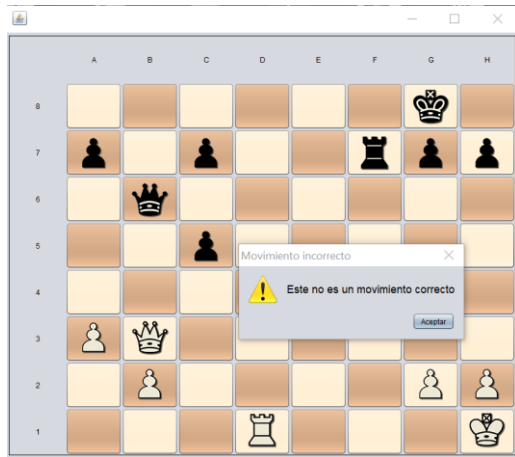 A B C D E F G H
8
7
6
5
Movimiento incorrecto
Este no es un movimiento correcto
4
Aceptar
3
2
1